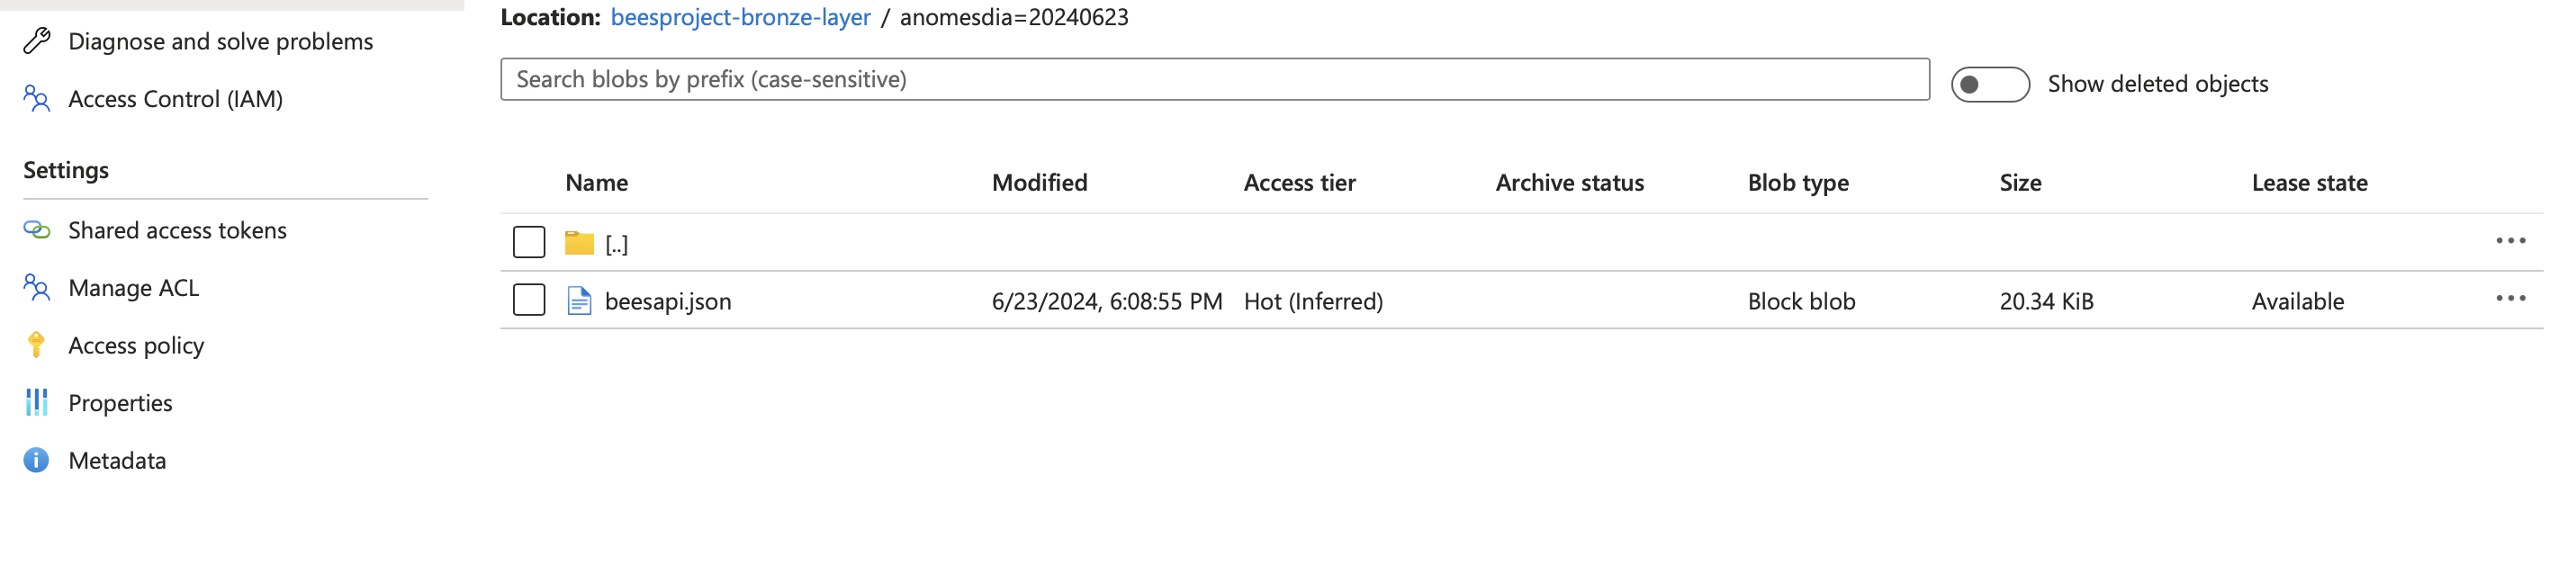 Location: beesproject-bronze-layer / anomesdia=20240623
Diagnose and solve problems
Search blobs by prefix (case-sensitive)
Show deleted objects
Access Control (IAM)
Settings
Name Modified Access tier Archive status Blob type Size Lease state
Shared access tokens
[..] •••
Manage ACL
beesapi.json 6/23/2024, 6:08:55 PM Hot (Inferred) Block blob 20.34 KiB Available •••
Access policy
Properties
Metadata